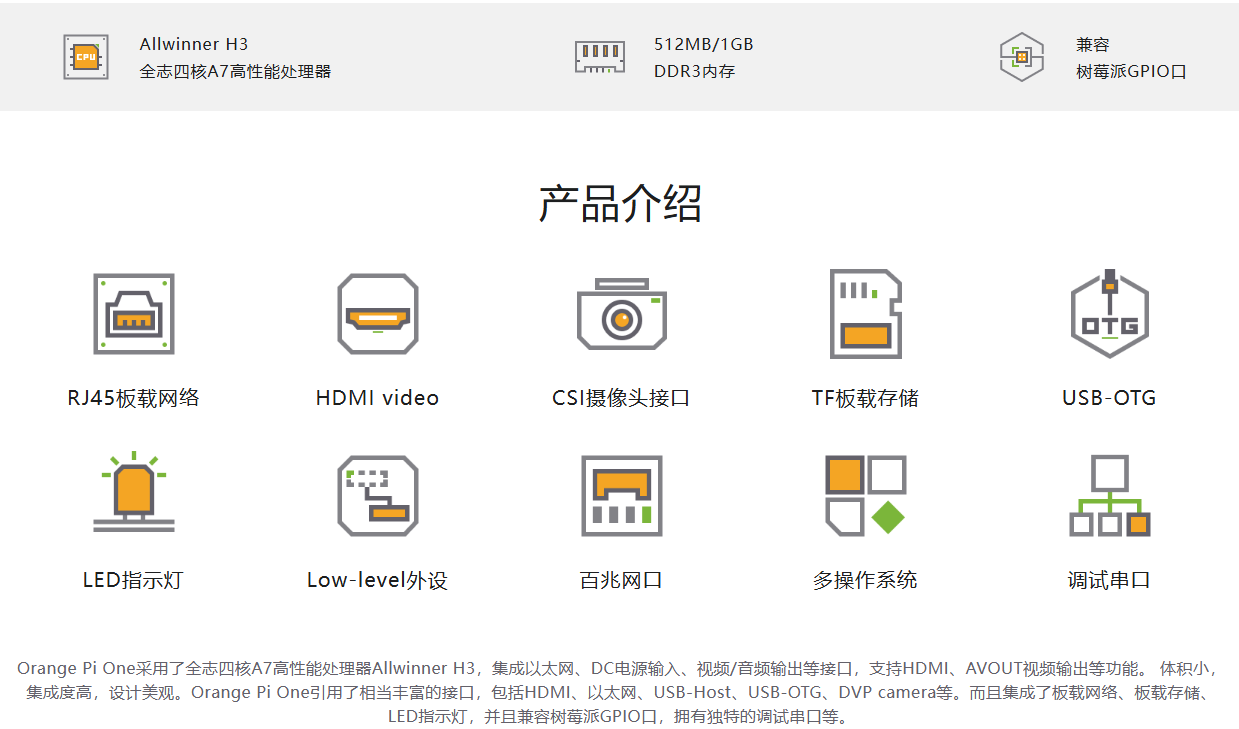 CPU
Allwinner H3
全志四核A7高性能处理器
512MB/1GB
DDR3内存
兼容
树莓派GPIO口
产品介绍
OTG
RJ45板载网络
HDMI video
CSI摄像头接口
TF板载存储
USB-OTG
LED指示灯
Low-level外设
百兆网口
多操作系统
调试串口
Orange Pi One采用了全志四核A7高性能处理器Allwinner H3，集成以太网、DC电源输入、视频/音频输出等接口，支持HDMI、AVOUT视频输出等功能。 体积小，
集成度高，设计美观。Orange Pi One引用了相当丰富的接口，包括HDMI、以太网、USB-Host、USB-OTG、DVP camera等。而且集成了板载网络、板载存储、
LED指示灯，并且兼容树莓派GPIO口，拥有独特的调试串口等。